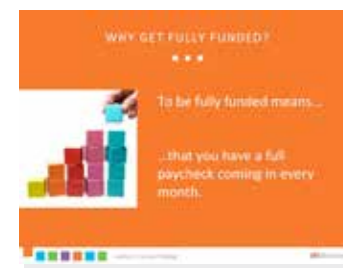 WHY GET FULLY FUNDED?
To be fully funded means...
...that you have a full
paycheck coming in every
month.